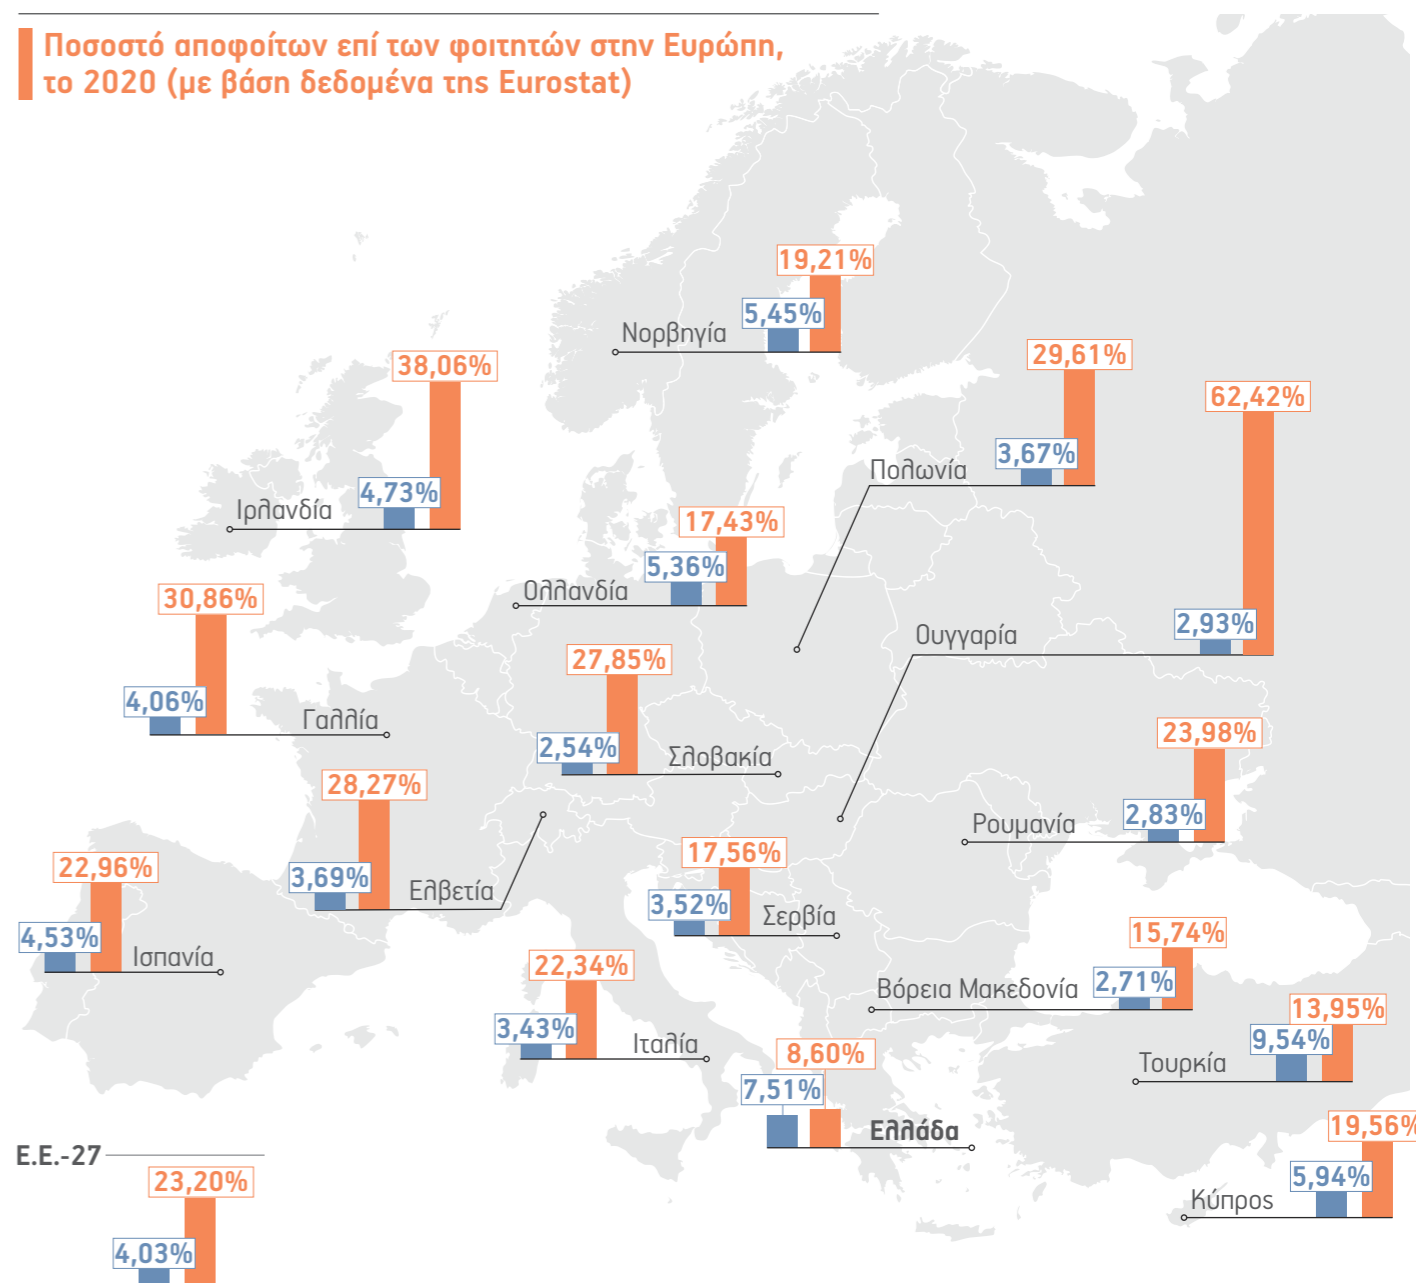 Ποσοστό αποφοίτων επί των φοιτητών στην Ευρώπη,
το 2020 (με βάση δεδομένα της Eurostat)
19,21%
5,45%
Νορβηγία
38,06%
4,73%
Ιρλανδία
29,61%
3,67%
Πολωνία
62,42%
2,93%
Ουγγαρία
17,43%
5,36%
Ολλανδία
30,86%
4,06%
Γαλλία
27,85%
2,54%
Σλοβακία
23,98%
2,83%
Ρουμανία
28,27%
3,69%
Ελβετία
17,56%
3,52%
Σερβία
22,96%
4,53%
Ισπανία
22,34%
3,43%
Ιταλία
15,74%
2,71%
Βόρεια Μακεδονία
13,95%
9,54%
Τουρκία
8,60%
7,51%
Ελλάδα
19,56%
5,94%
Κύπρος
Ε.Ε.-27
23,20%
4,03%